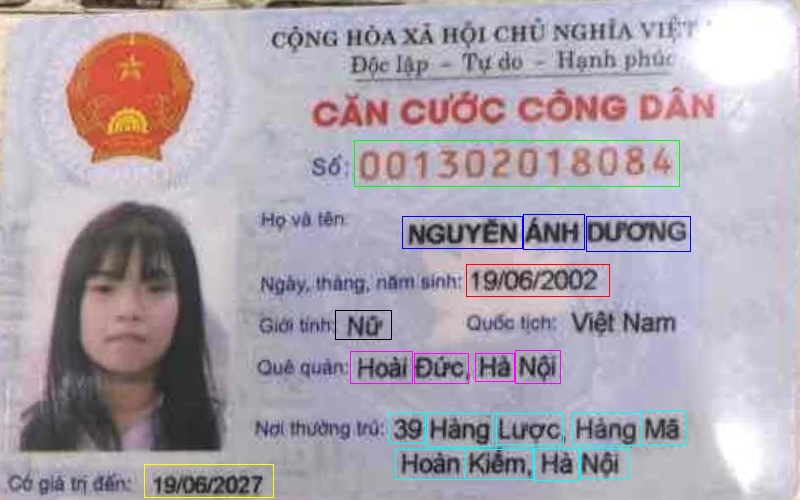 CỘNG HÒA XÃ HỘI CHỦ NGHĨA VIỆT
Độc lập - Tự do - Hạnh phúc
CĂN CƯỚC CÔNG DÂN
Số: 001302018084
Họ và tên:
NGUYỄN ÁNH DƯƠNG
Ngày, tháng, năm sinh: 19/06/2002
Giới tính: Nữ Quốc tịch: Việt Nam
Quê quán: Hoài Đức, Hà Nội
Nơi thường trú: 39 Hàng Lược, Hàng Mã
Hoàn Kiếm, Hà Nội
Có giá trị đến: 19/06/2027